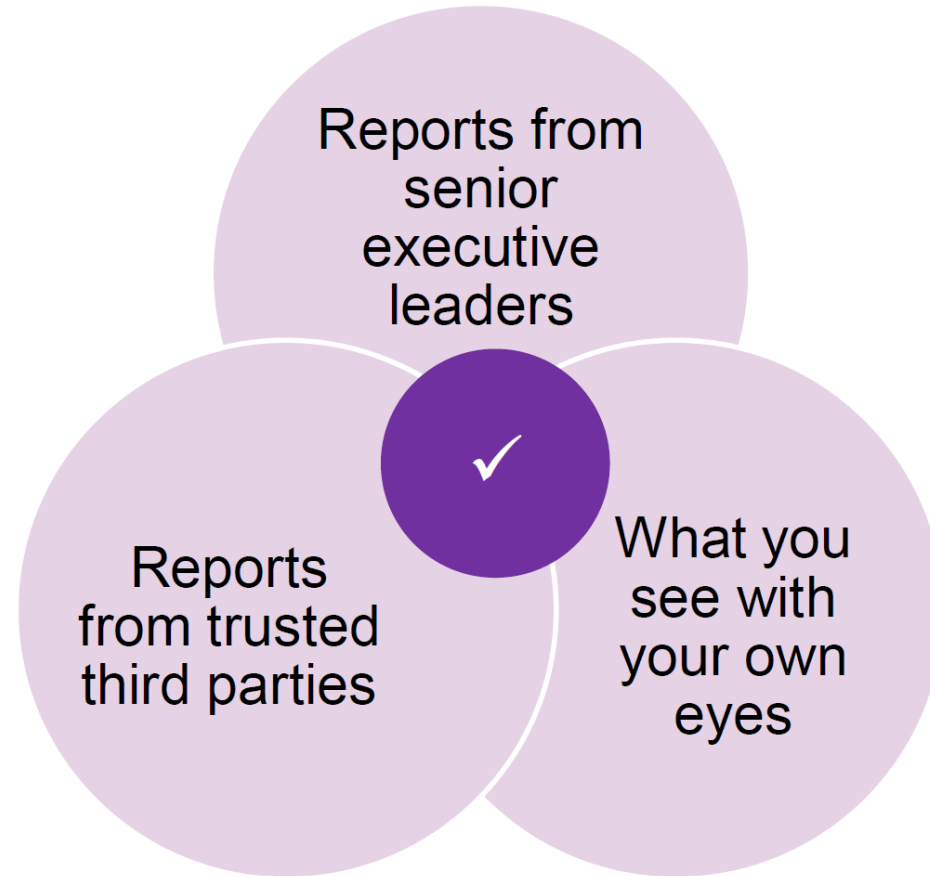 Reports from
senior
executive
leaders
Reports
from trusted
third parties
What you
see with
your own
eyes
✓